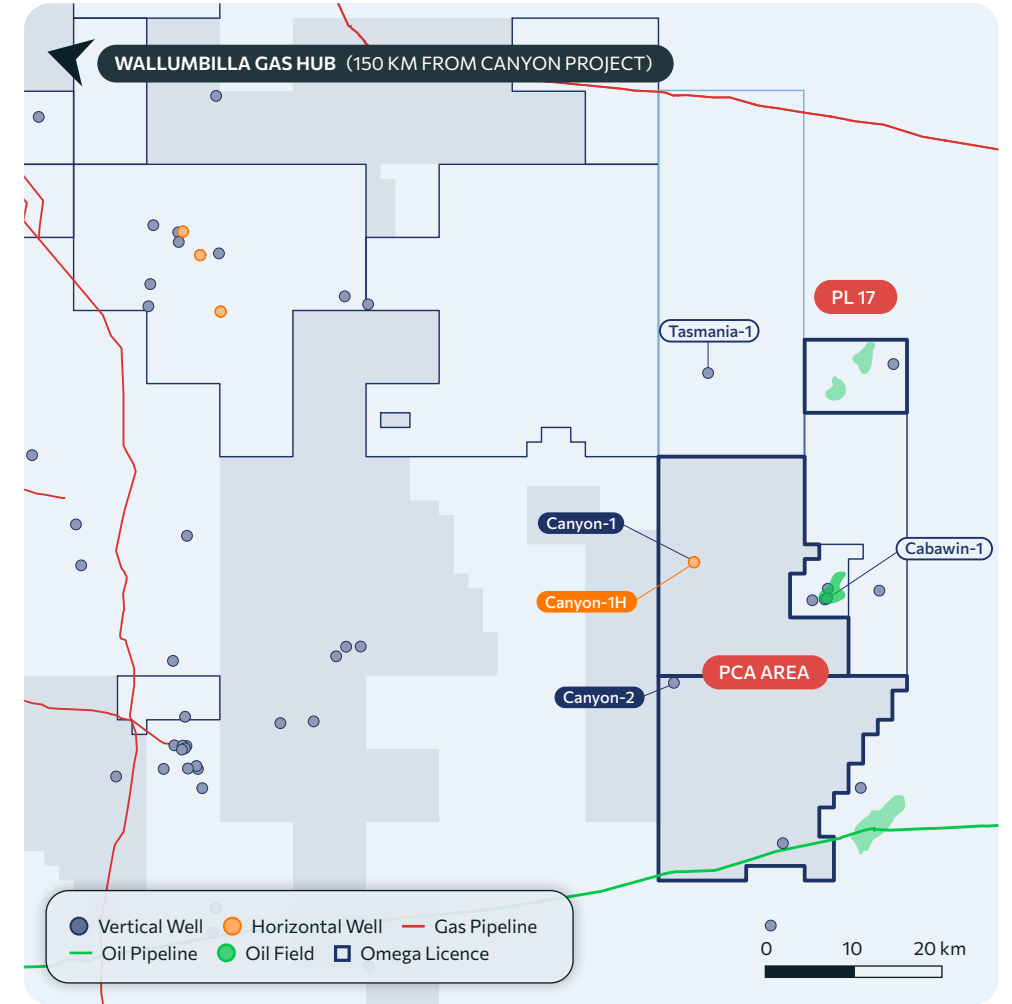 WALLUMBILLA GAS HUB (150 KM FROM CANYON PROJECT)
PL 17
Tasmania-1
Canyon-1
Cabawin-1
Canyon-1H
PCA AREA
Canyon-2
Vertical Well Horizontal Well Gas Pipeline
Oil Pipeline Oil Field Omega Licence
0 10 20 km